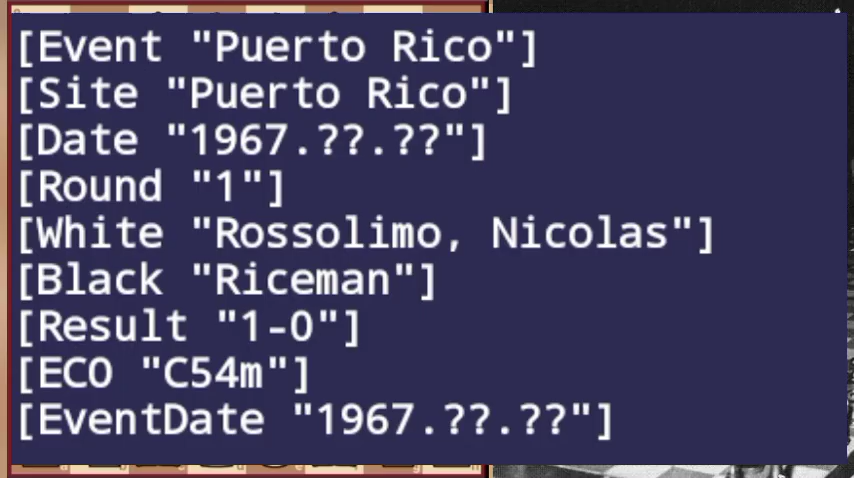 [Event "Puerto Rico"]
[Site "Puerto Rico"]
[Date "1967.??.??"]
[Round "1"]
[White "Rossolimo, Nicolas"]
[Black "Riceman"]
[Result "1-0"]
[ECO "C54m"]
[EventDate "1967.??.??"]